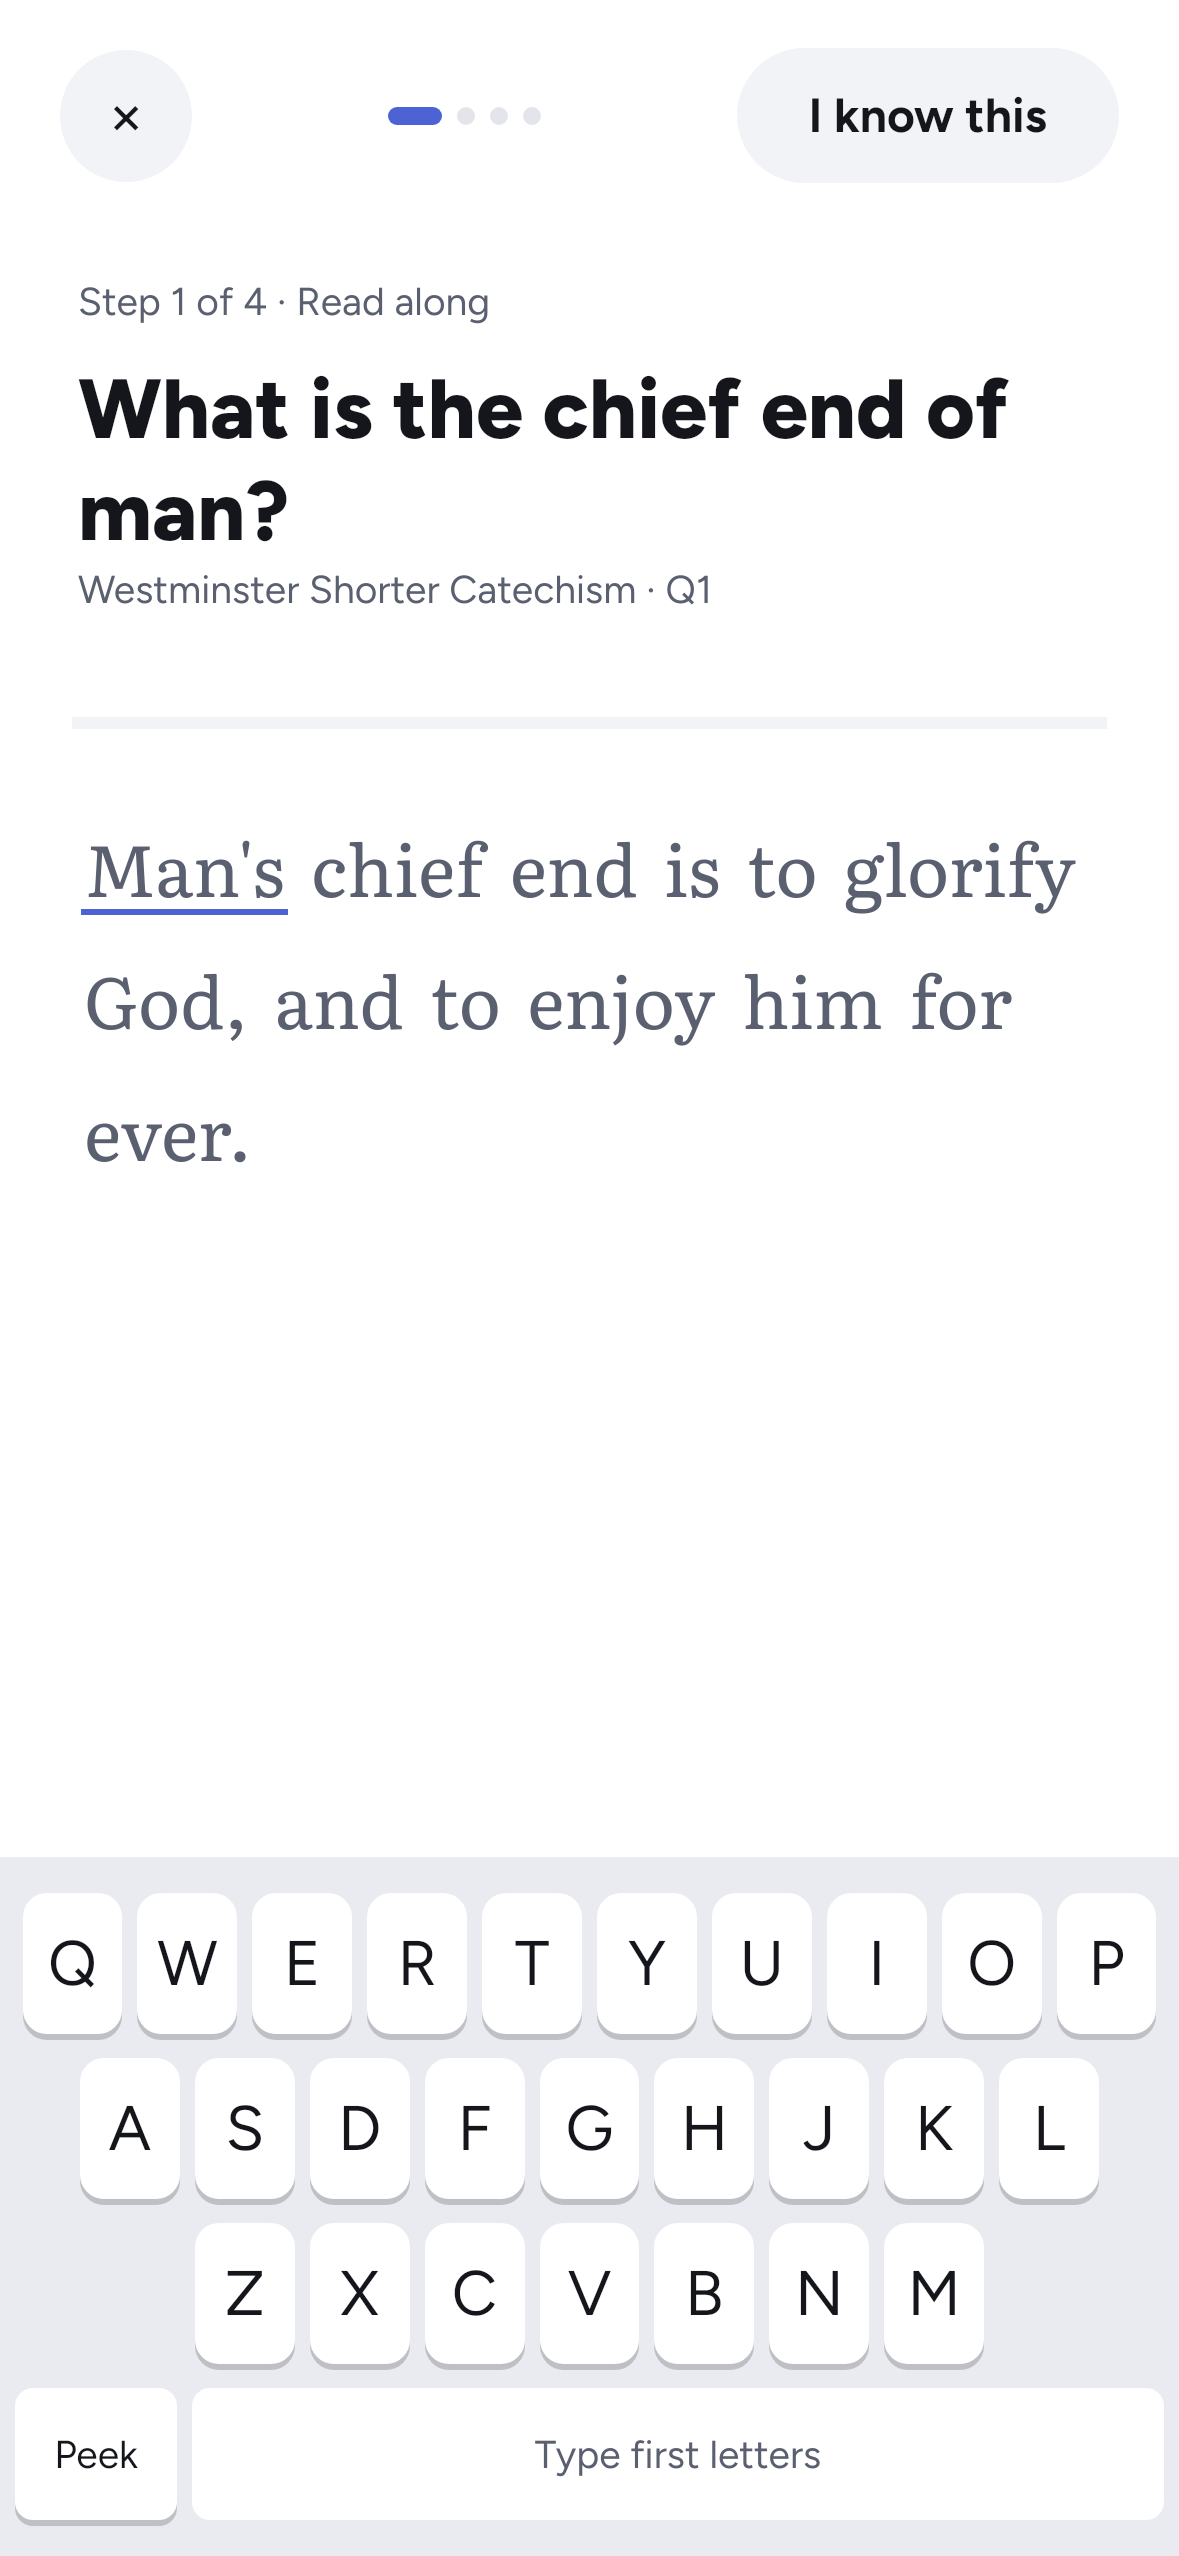 ×
I know this
Step 1 of 4 · Read along
What is the chief end of
man?
Westminster Shorter Catechism · Q1
Man's chief end is to glorify
God, and to enjoy him for
ever.
Q W E R T Y U I O P
A S D F G H J K L
Z X C V B N M
Peek Type first letters